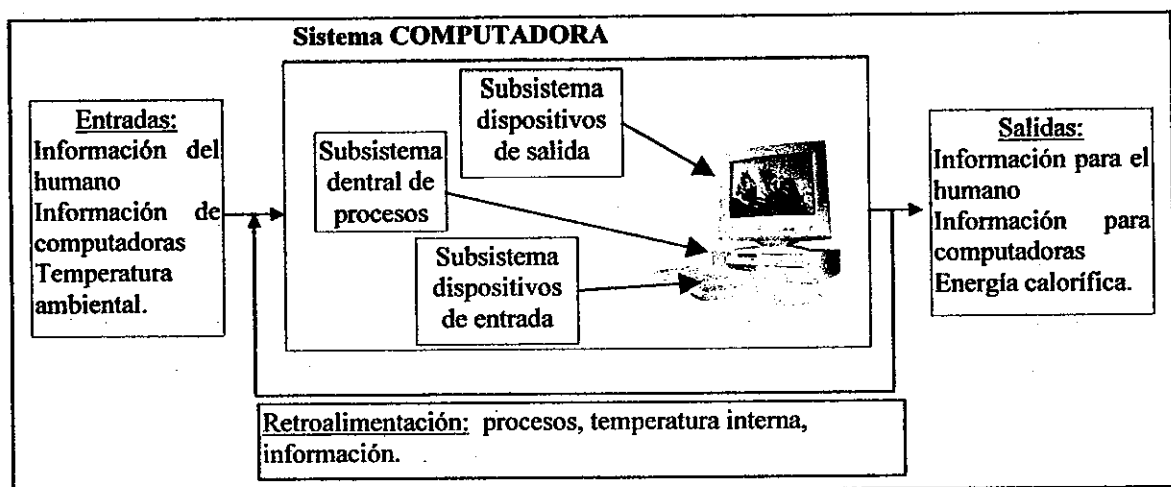 Sistema COMPUTADORA
Entradas:
Información del
humano
Información de
computadoras
Temperatura
ambiental.
Subsistema
dispositivos
de salida
Subsistema
dentral de
procesos
Subsistema
dispositivos
de entrada
Salidas:
Información para el
humano
Información para
computadoras
Energía calorífica.
Retroalimentación: procesos, temperatura interna,
información.